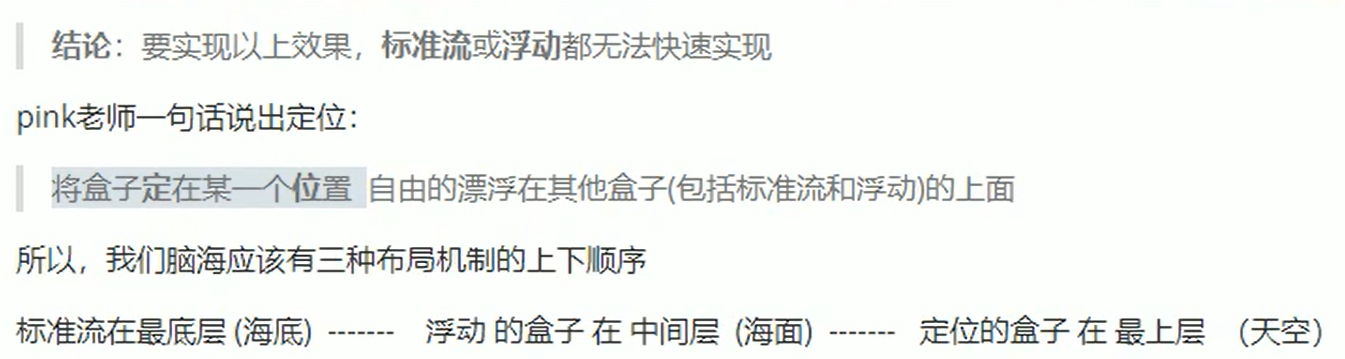 结论：要实现以上效果，标准流或浮动都无法快速实现
pink老师一句话说出定位：
将盒子定在某一个位置 自由的漂浮在其他盒子(包括标准流和浮动)的上面
所以，我们脑海应该有三种布局机制的上下顺序
标准流在最底层 (海底) ------- 浮动 的盒子 在 中间层 (海面) ------- 定位的盒子 在 最上层 （天空）